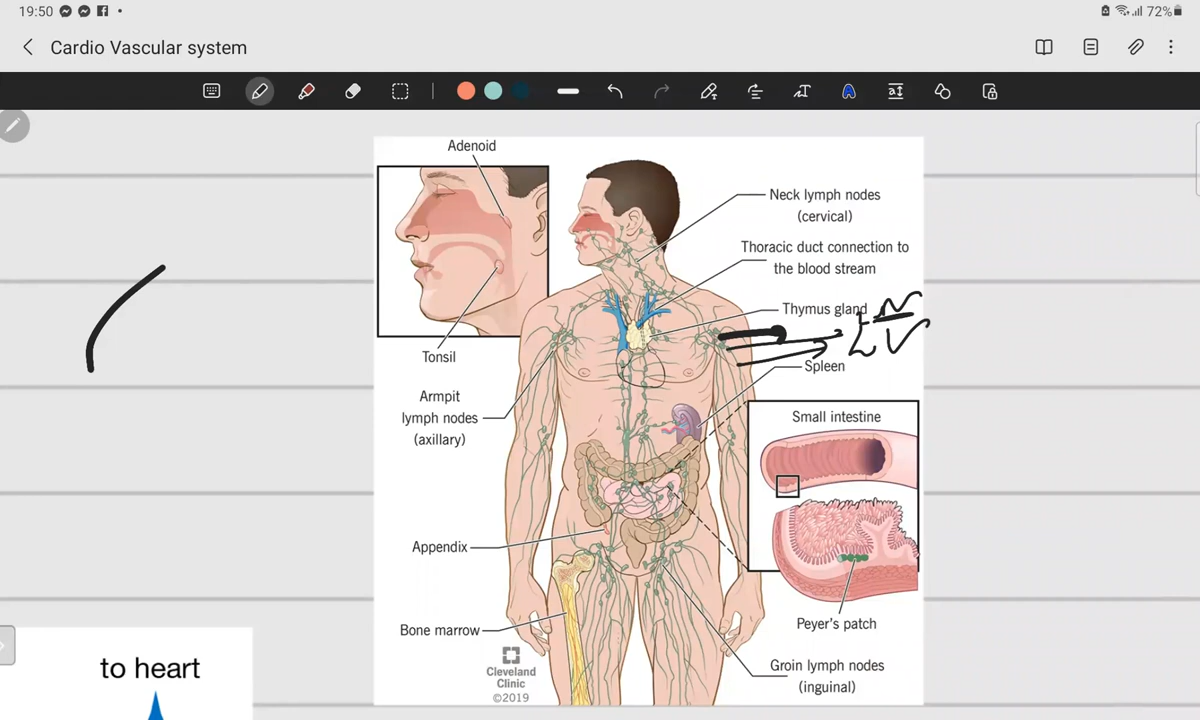 19:50
72%
Cardio Vascular system
Adenoid
Tonsil
Neck lymph nodes
(cervical)
Thoracic duct connection to
the blood stream
Thymus gland
LN
LV
Spleen
Armpit
lymph nodes
(axillary)
Small intestine
Appendix
Bone marrow
Peyer's patch
Groin lymph nodes
(inguinal)
Cleveland
Clinic
©2019
to heart